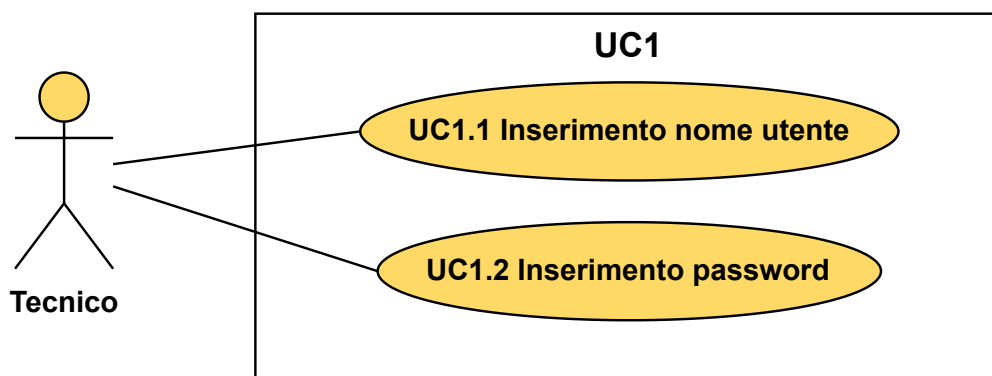 UC1
UC1.1 Inserimento nome utente
UC1.2 Inserimento password
Tecnico